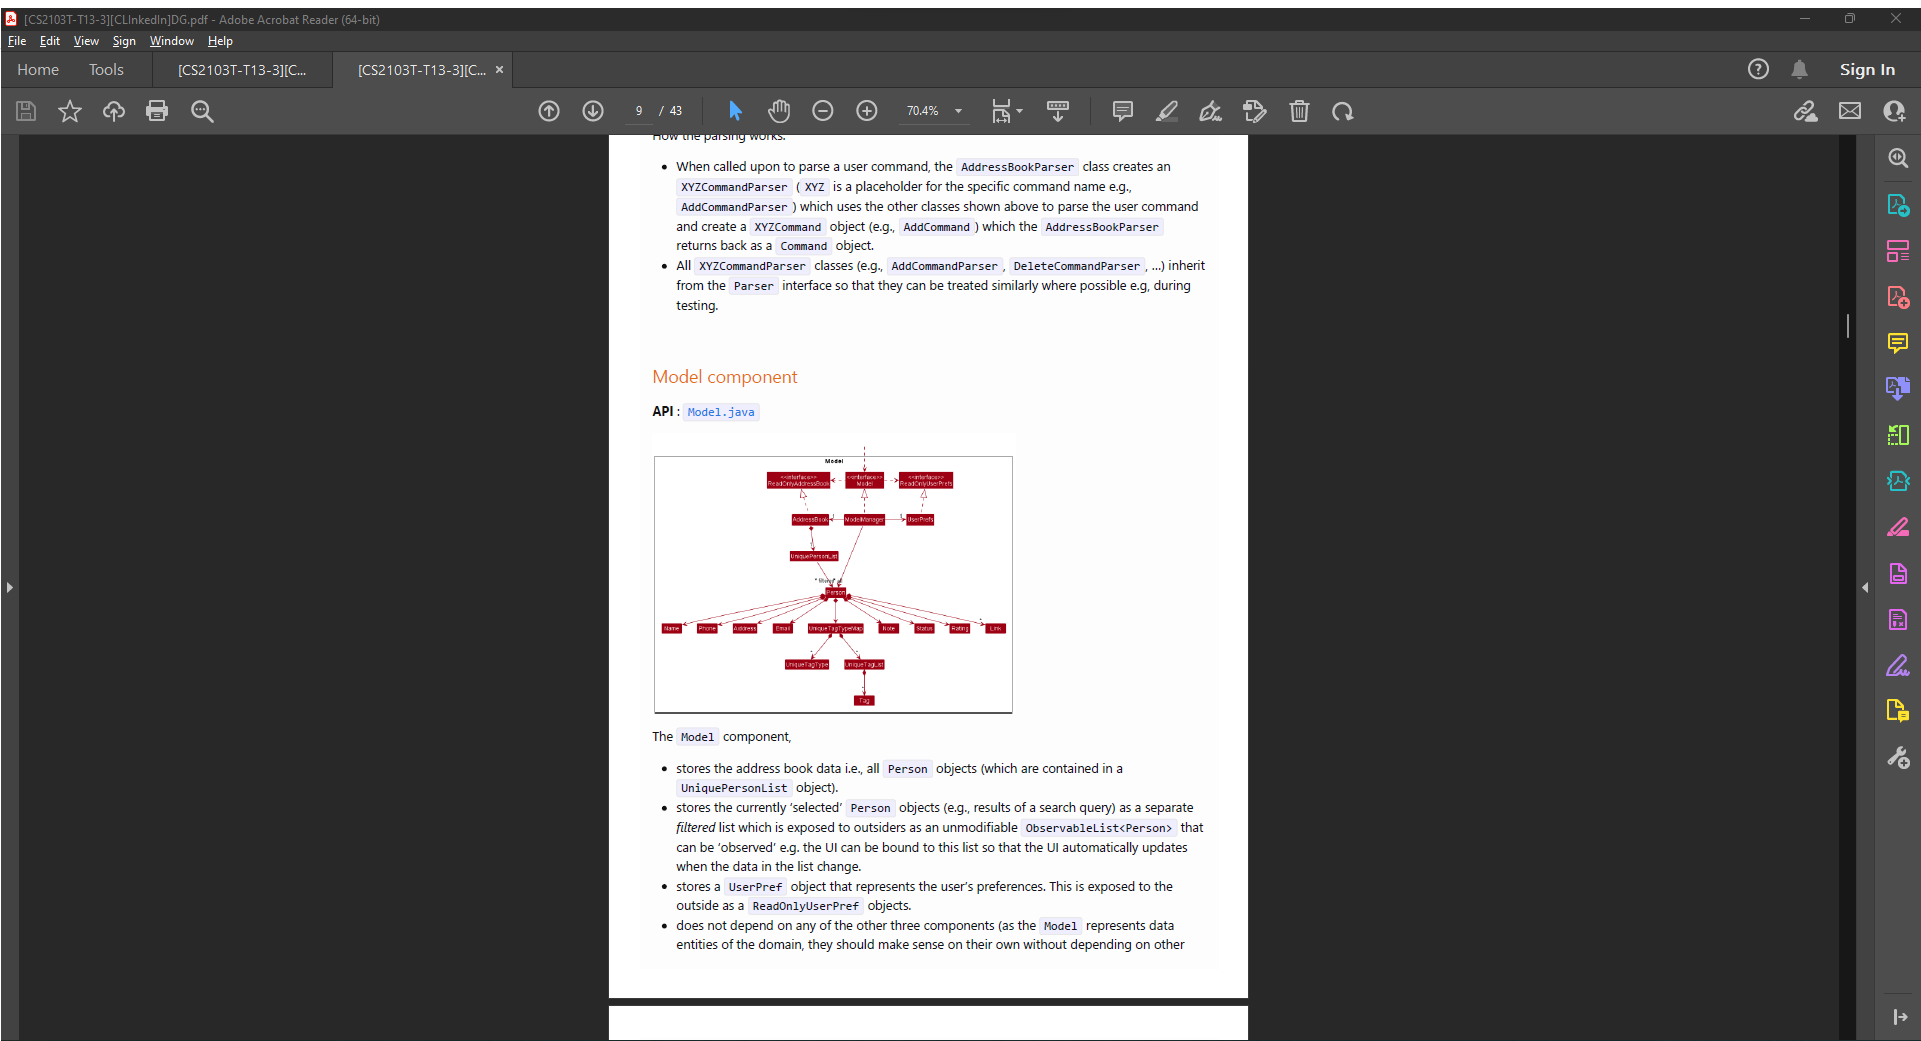 [CS2103T-T13-3][CLInkedIn]DG.pdf - Adobe Acrobat Reader (64-bit)
File Edit View Sign Window Help
Home Tools [CS2103T-T13-3][C... [CS2103T-T13-3][C... × Sign In
9 / 43 70.4%
How the parsing works:
• When called upon to parse a user command, the AddressBookParser class creates an
XYZCommandParser ( XYZ is a placeholder for the specific command name e.g.,
AddCommandParser ) which uses the other classes shown above to parse the user command
and create a XYZCommand object (e.g., AddCommand ) which the AddressBookParser
returns back as a Command object.
• All XYZCommandParser classes (e.g., AddCommandParser , DeleteCommandParser , ...) inherit
from the Parser interface so that they can be treated similarly where possible e.g, during
testing.
Model component
API : Model.java
Model
<<interface>> <<interface>> <<interface>>
ReadOnlyAddressBook Model ReadOnlyUserPrefs
AddressBook ModelManager UserPrefs
UniquePersonList
Person
Name Phone Address Email UniqueTagTypeMap Note Status Rating Link
UniqueTagType UniqueTagList
Tag
The Model component,
• stores the address book data i.e., all Person objects (which are contained in a
UniquePersonList object).
• stores the currently ‘selected’ Person objects (e.g., results of a search query) as a separate
filtered list which is exposed to outsiders as an unmodifiable ObservableList<Person> that
can be ‘observed’ e.g. the UI can be bound to this list so that the UI automatically updates
when the data in the list change.
• stores a UserPref object that represents the user’s preferences. This is exposed to the
outside as a ReadOnlyUserPref objects.
• does not depend on any of the other three components (as the Model represents data
entities of the domain, they should make sense on their own without depending on other